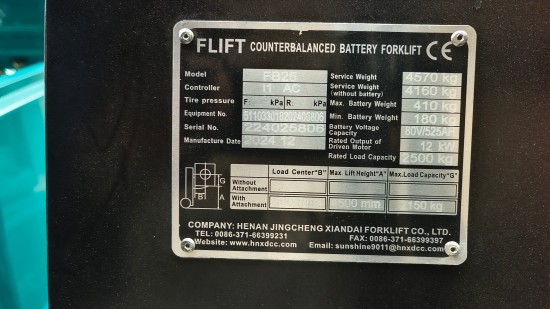 FLIFT COUNTERBALANCED BATTERY FORKLIFT CE
Model FB25 Service Weight 4570 kg
Controller I1 AC Service Weight (without battery) 4160 kg
Tire pressure F: kPa R: kPa Max. Battery Weight 410 kg
Equipment No. Min. Battery Weight 180 kg
Serial No. 224025806 Battery Voltage Capacity 80V/525Ah
Manufacture Date 2024.12 Rated Output of Driven Motor 12 kW
Rated Load Capacity 2500 kg
Load Center"B" Max. Lift Height"A" Max. Load Capacity"G"
Without Attachment
With Attachment mm
G
B A
COMPANY: HENAN JINGCHENG XIANDAI FORKLIFT CO., LTD.
TEL: 0086-371-66399231 FAX: 0086-371-66399397
Website: www.hnxdcc.com Email: sunshine9011@hnxdcc.com